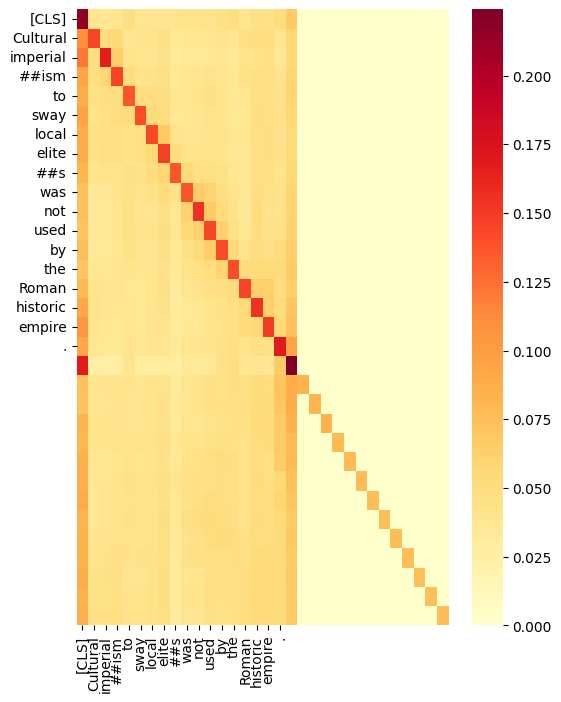 [CLS]
Cultural
imperial
##ism
to
sway
local
elite
##s
was
not
used
by
the
Roman
historic
empire
.
[CLS]
Cultural
imperial
##ism
to
sway
local
elite
##s
was
not
used
by
the
Roman
historic
empire
.
0.200
0.175
0.150
0.125
0.100
0.075
0.050
0.025
0.000